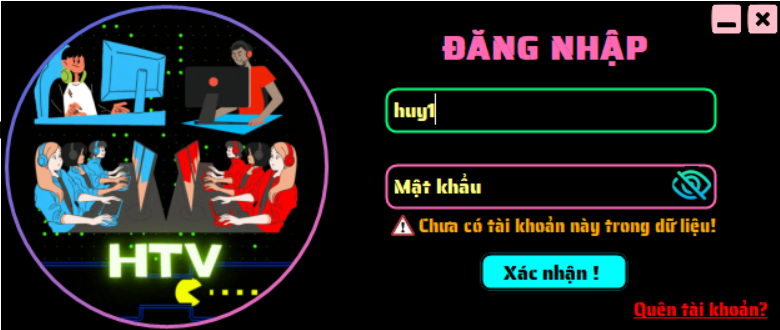 ĐĂNG NHẬP
huy1
Mật khẩu
Chưa có tài khoản này trong dữ liệu!
HTV
Xác nhận !
Quên tài khoản?